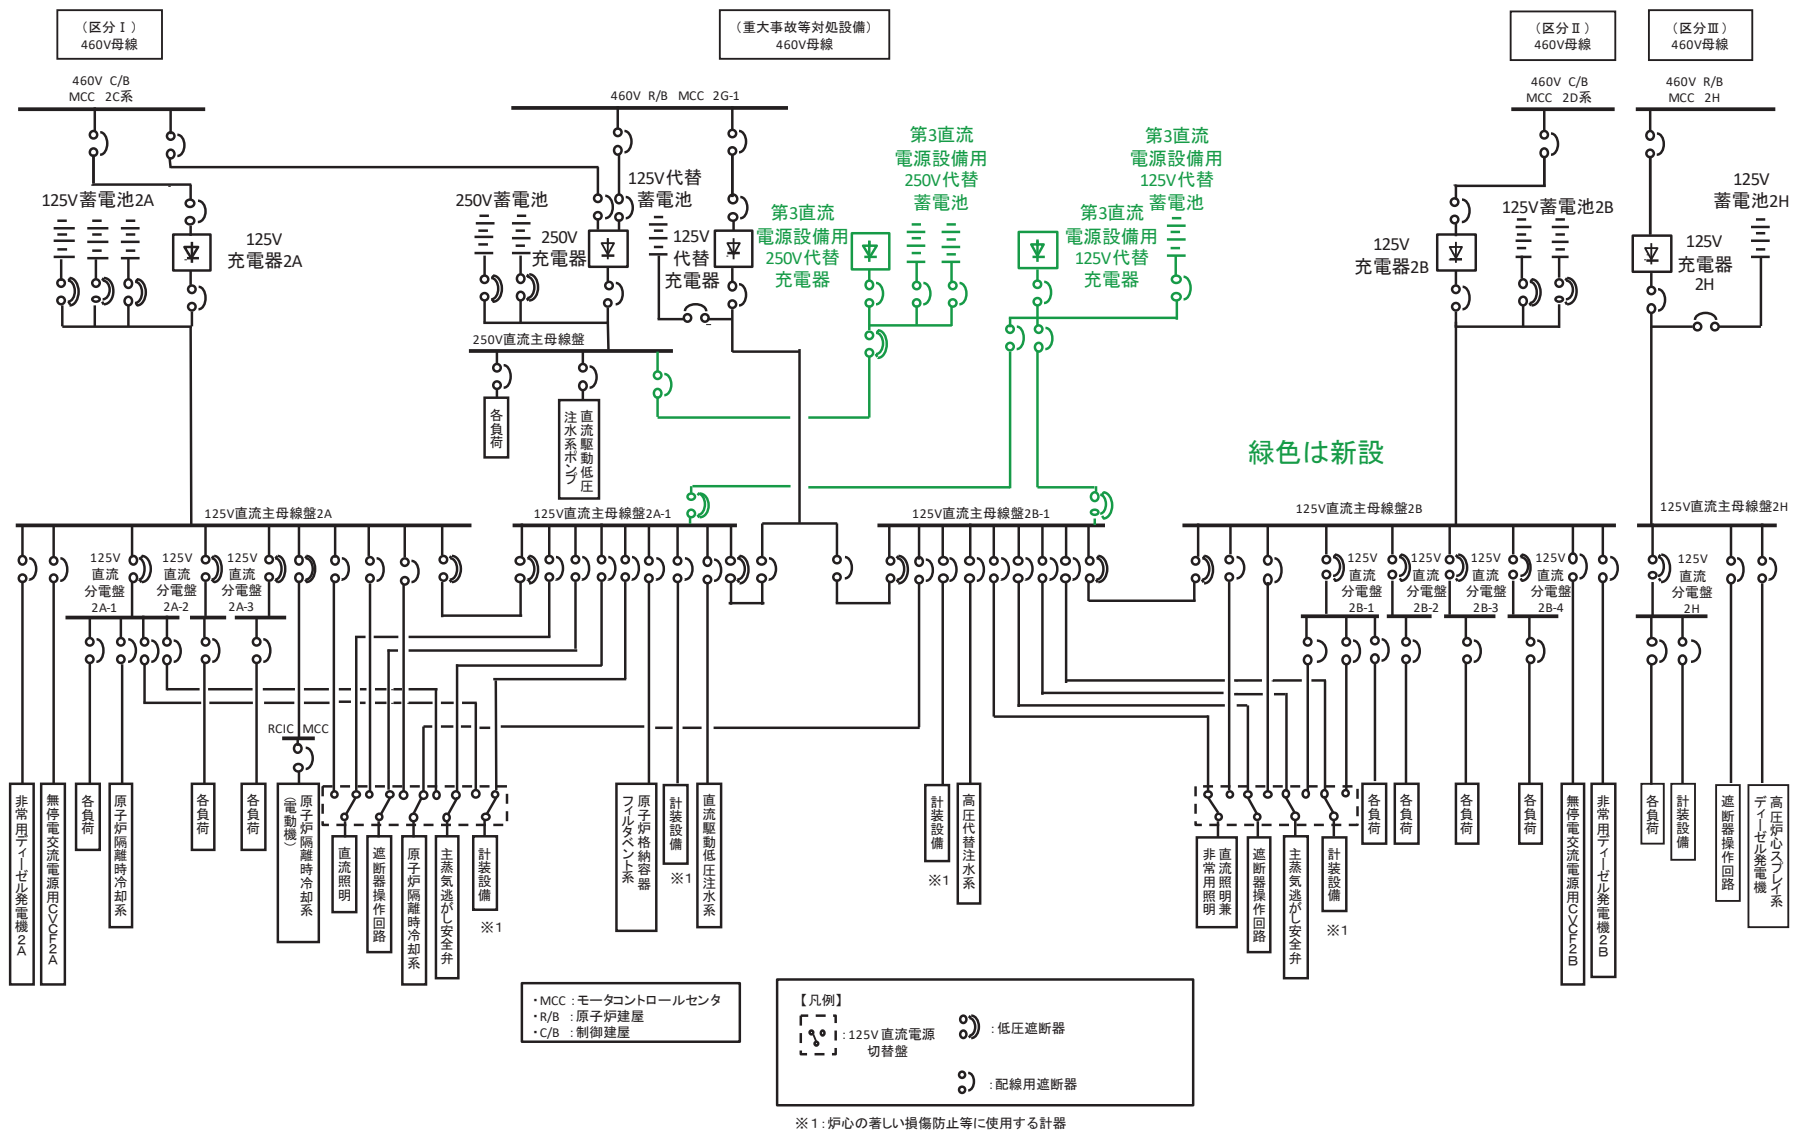 （区分Ⅰ）
460V母線
（重大事故等対処設備）
460V母線
（区分Ⅱ）
460V母線
（区分Ⅲ）
460V母線
460V C/B
MCC 2C系
460V R/B MCC 2G-1
460V C/B
MCC 2D系
460V R/B
MCC 2H
125V蓄電池2A
125V
充電器2A
250V蓄電池
250V
充電器
125V代替
蓄電池
125V
代替
充電器
第3直流
電源設備用
250V代替
充電器
第3直流
電源設備用
250V代替
蓄電池
第3直流
電源設備用
125V代替
充電器
第3直流
電源設備用
125V代替
蓄電池
125V
充電器2B
125V蓄電池2B
125V
充電器
2H
125V
蓄電池2H
250V直流主母線盤
各負荷
直流駆動低圧
注水系ポンプ
緑色は新設
125V直流主母線盤2A
125V直流主母線盤2A-1
125V直流主母線盤2B-1
125V直流主母線盤2B
125V直流主母線盤2H
125V
直流
分電盤
2A-1
125V
直流
分電盤
2A-2
125V
直流
分電盤
2A-3
125V
直流
分電盤
2B-1
125V
直流
分電盤
2B-2
125V
直流
分電盤
2B-3
125V
直流
分電盤
2B-4
125V
直流
分電盤
2H
RCIC MCC
非常用ディーゼル発電機2A
無停電交流電源用CVCF2A
各負荷
原子炉隔離時冷却系
各負荷
各負荷
原子炉隔離時冷却系
（電動機）
直流照明
遮断器操作回路
原子炉隔離時冷却系
主蒸気逃がし安全弁
計装設備
※1
原子炉格納容器
フィルタベント系
計装設備
※1
直流駆動低圧注水系
計装設備
※1
高圧代替注水系
直流照明兼
非常用照明
遮断器操作回路
主蒸気逃がし安全弁
計装設備
※1
各負荷
各負荷
各負荷
各負荷
無停電交流電源用CVCF2B
非常用ディーゼル発電機2B
各負荷
計装設備
遮断器操作回路
高圧炉心スプレイ系
ディーゼル発電機
・MCC：モータコントロールセンタ
・R/B ：原子炉建屋
・C/B ：制御建屋
【凡例】
：125V直流電源
切替盤
：低圧遮断器
：配線用遮断器
※1：炉心の著しい損傷防止等に使用する計器